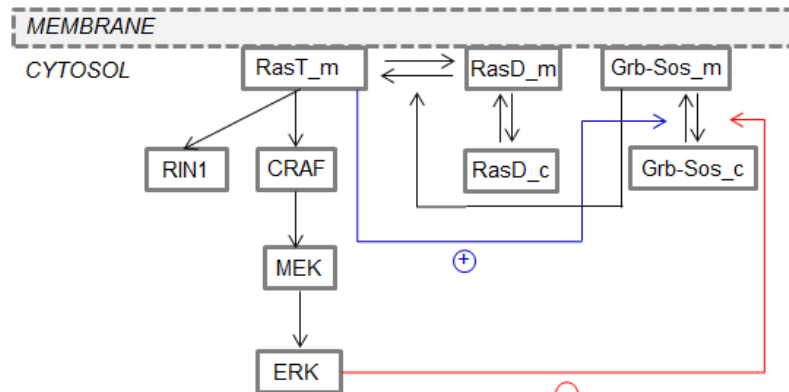 MEMBRANE
CYTOSOL
RasT_m
RasD_m
Grb-Sos_m
RIN1
CRAF
RasD_c
Grb-Sos_c
+
MEK
ERK